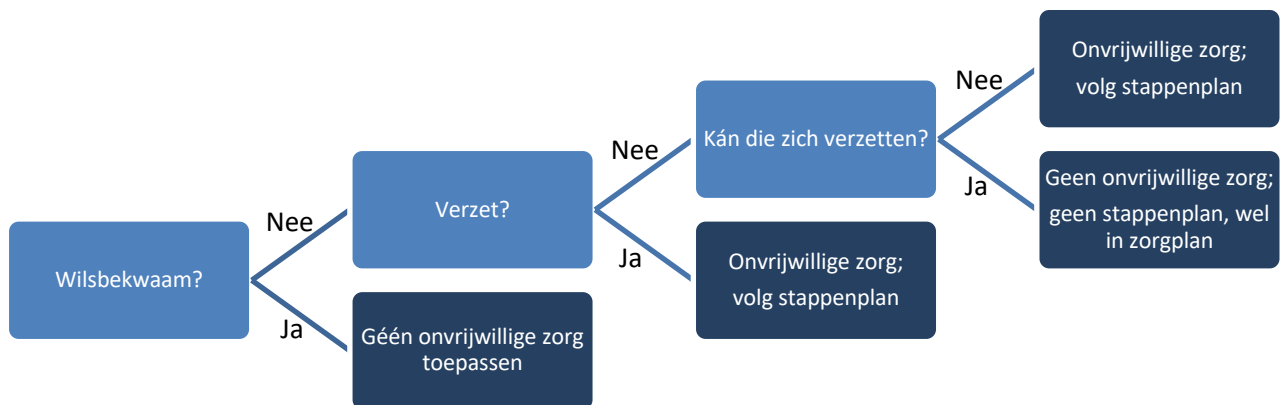 Wilsbekwaam?
Nee
Ja
Verzet?
Géén onvrijwillige zorg
toepassen
Nee
Ja
Kán die zich verzetten?
Onvrijwillige zorg;
volg stappenplan
Nee
Ja
Onvrijwillige zorg;
volg stappenplan
Geen onvrijwillige zorg;
geen stappenplan, wel
in zorgplan